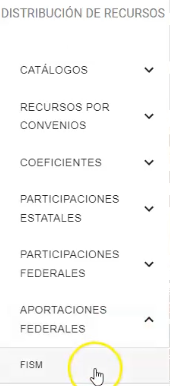 DISTRIBUCIÓN DE RECURSOS
CATÁLOGOS
RECURSOS POR
CONVENIOS
COEFICIENTES
PARTICIPACIONES
ESTATALES
PARTICIPACIONES
FEDERALES
APORTACIONES
FEDERALES
FISM